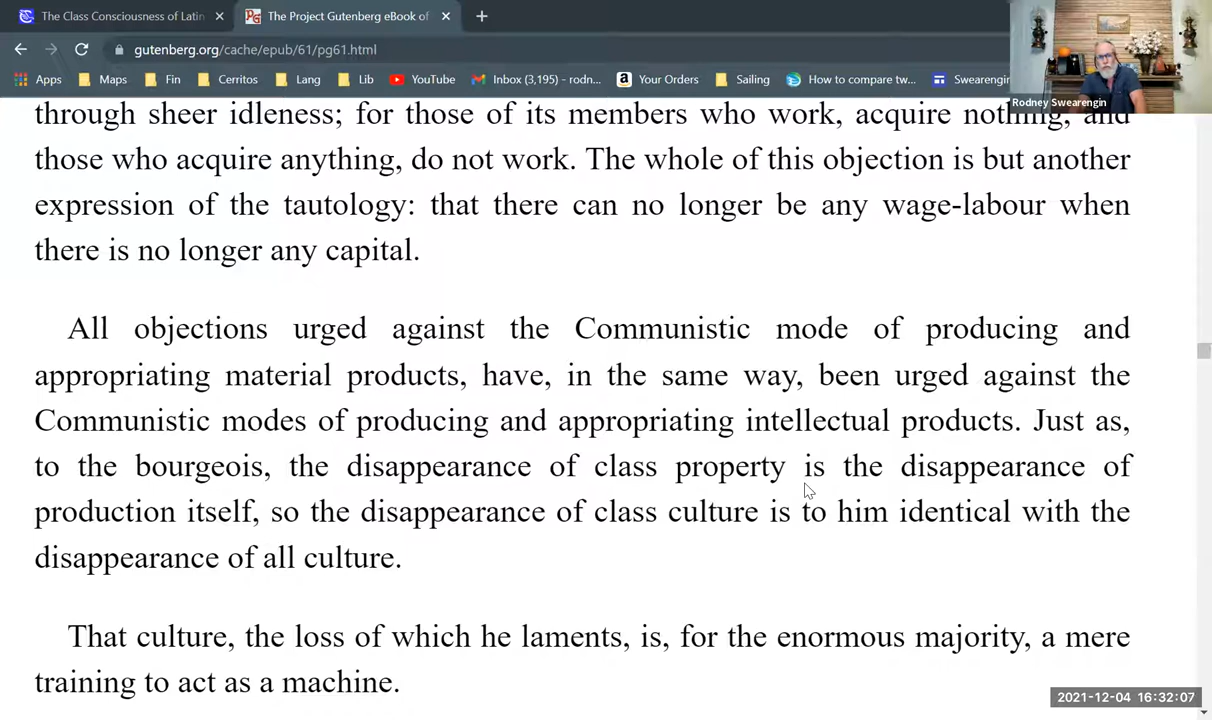 The Class Consciousness of Latin
The Project Gutenberg eBook of
gutenberg.org/cache/epub/61/pg61.html
Apps Maps Fin Cerritos Lang Lib YouTube Inbox (3,195) - rodn... Your Orders Sailing How to compare tw... Swearengin
Rodney Swearengin
through sheer idleness; for those of its members who work, acquire nothing, and
those who acquire anything, do not work. The whole of this objection is but another
expression of the tautology: that there can no longer be any wage-labour when
there is no longer any capital.
All objections urged against the Communistic mode of producing and
appropriating material products, have, in the same way, been urged against the
Communistic modes of producing and appropriating intellectual products. Just as,
to the bourgeois, the disappearance of class property is the disappearance of
production itself, so the disappearance of class culture is to him identical with the
disappearance of all culture.
That culture, the loss of which he laments, is, for the enormous majority, a mere
training to act as a machine.
2021-12-04 16:32:07